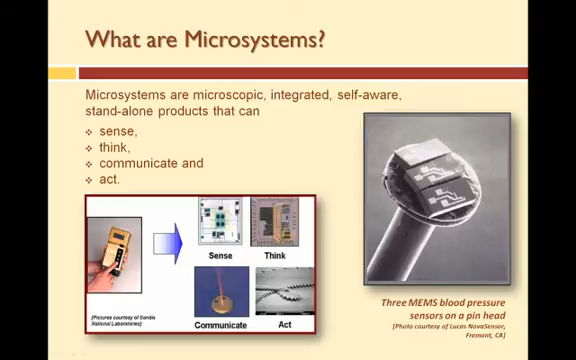 What are Microsystems?
Microsystems are microscopic, integrated, self-aware,
stand-alone products that can
❖ sense,
❖ think,
❖ communicate and
❖ act.
Sense
Think
Communicate
Act
[Pictures courtesy of Sandia
National Laboratories]
Three MEMS blood pressure
sensors on a pin head
[Photo courtesy of Lucas NovaSensor,
Fremont, CA]